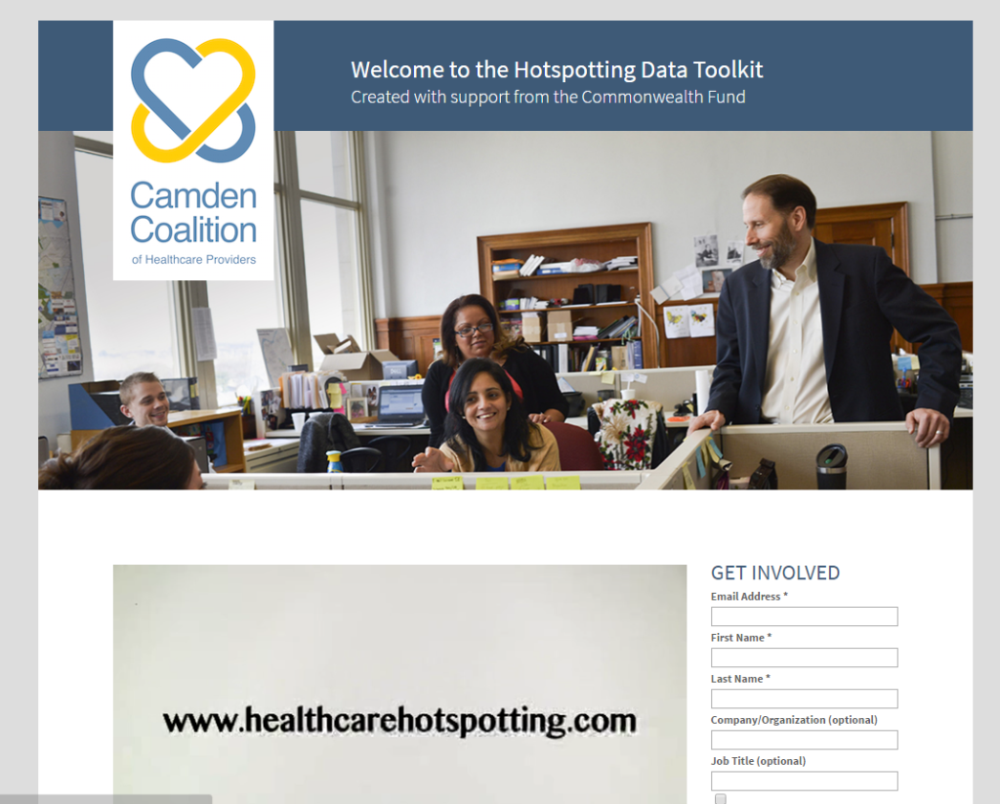 Welcome to the Hotspotting Data Toolkit
Created with support from the Commonwealth Fund
Camden
Coalition
of Healthcare Providers
GET INVOLVED
Email Address *
First Name *
Last Name *
Company/Organization (optional)
Job Title (optional)
www.healthcarehotspotting.com